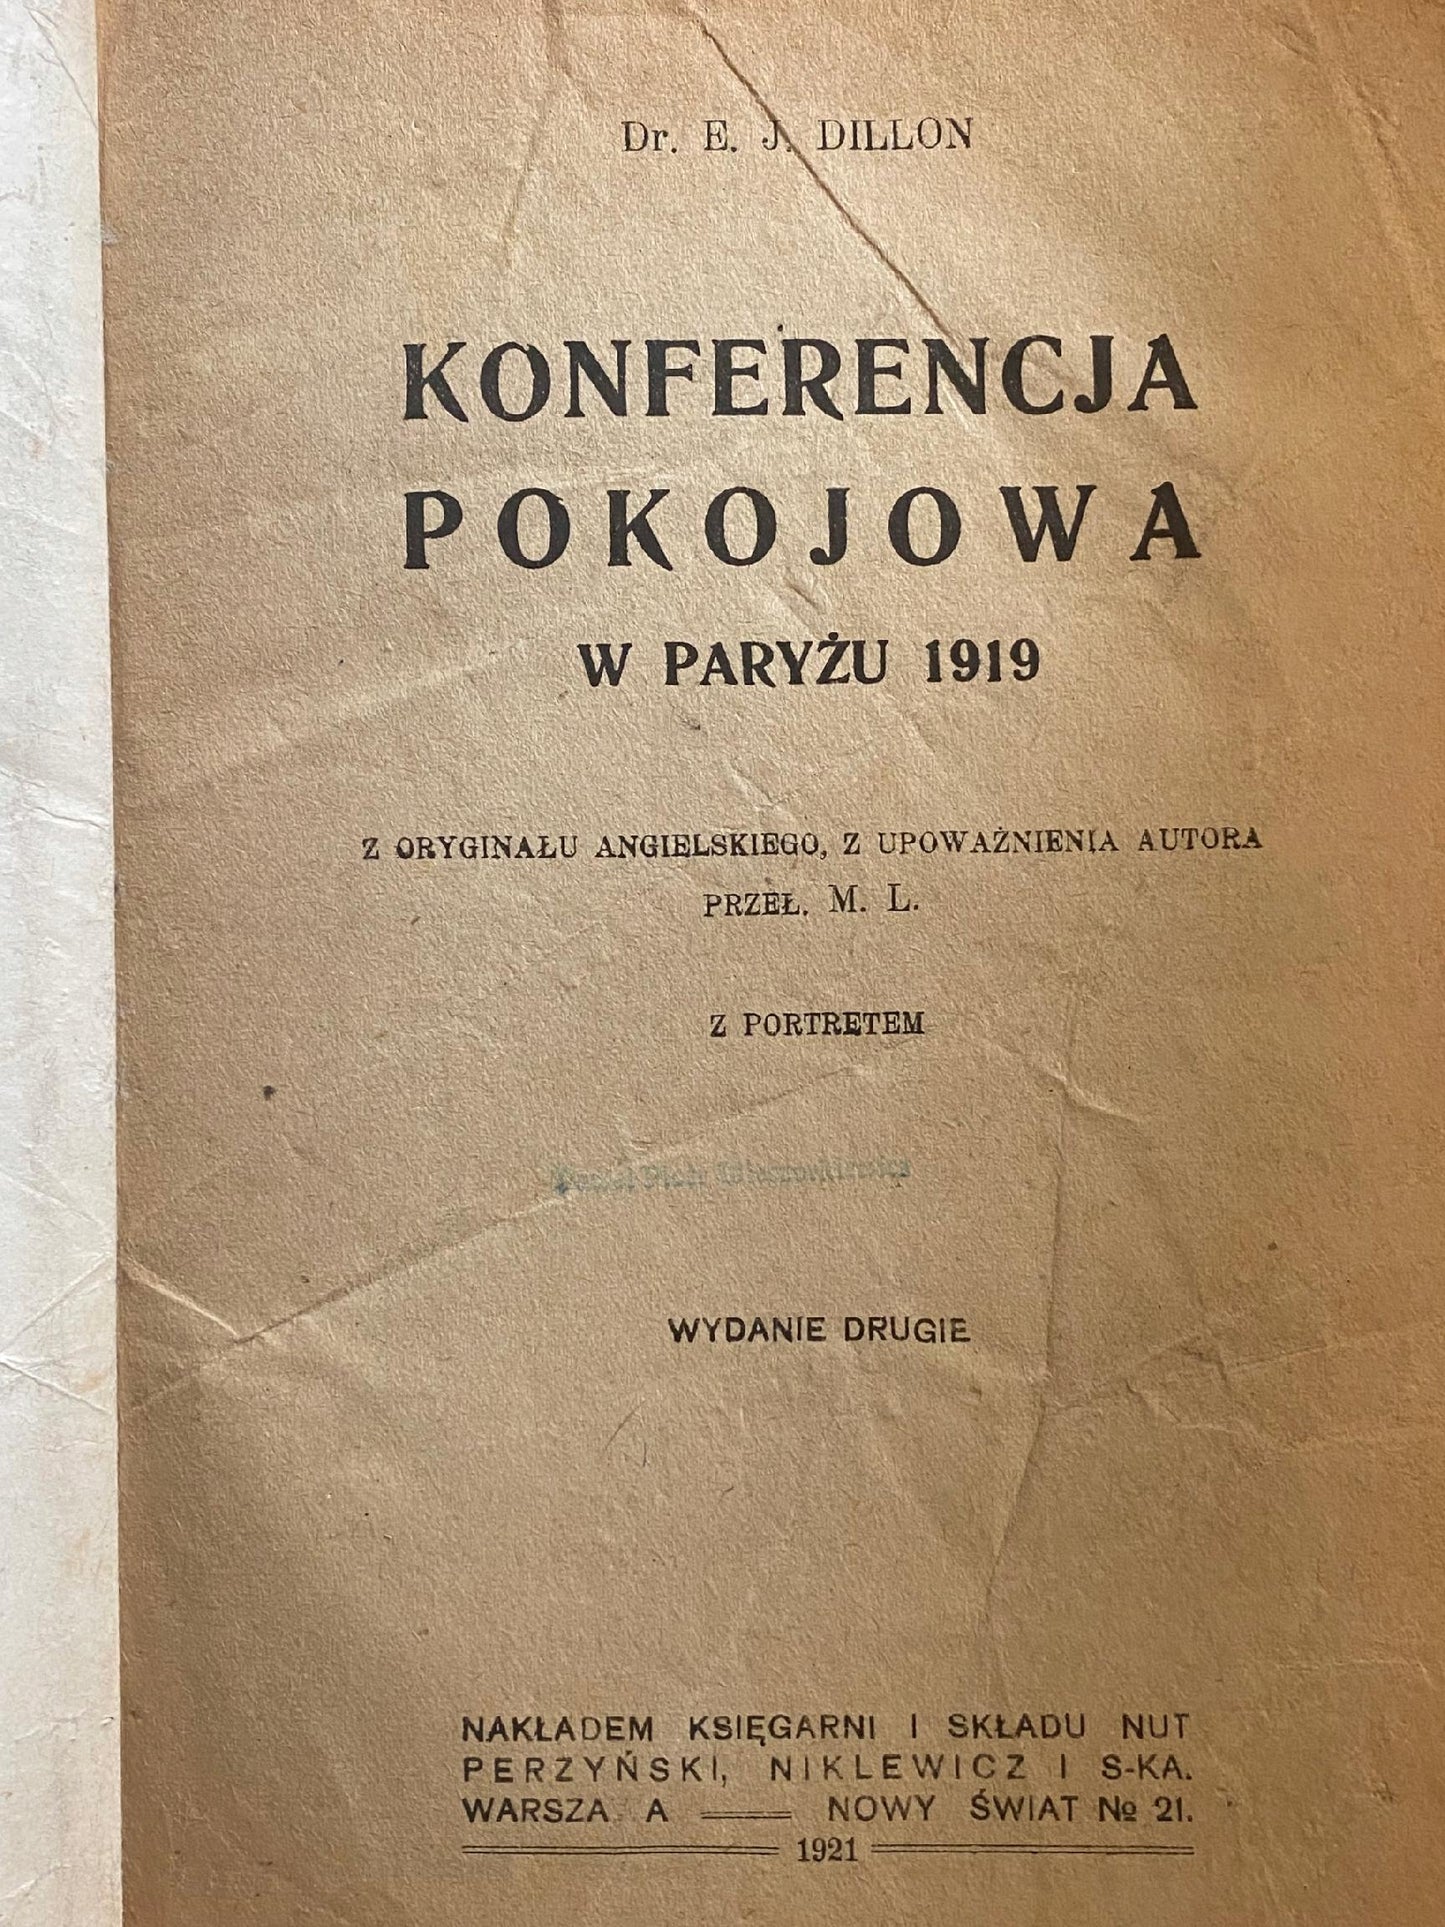 Dr. E. J. DILLON
KONFERENCJA
POKOJOWA
W PARYŻU 1919
Z ORYGINAŁU ANGIELSKIEGO, Z UPOWAŻNIENIA AUTORA
PRZEŁ. M. L.
Z PORTRETEM
WYDANIE DRUGIE
NAKŁADEM KSIĘGARNI I SKŁADU NUT
PERZYŃSKI, NIKLEWICZ I S-KA.
WARSZA A NOWY ŚWIAT № 21.
1921